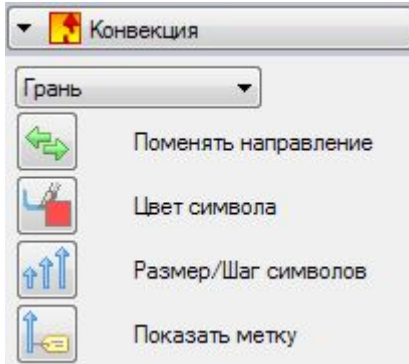 Конвекция
Грань
Поменять направление
Цвет символа
Размер/Шаг символов
Показать метку